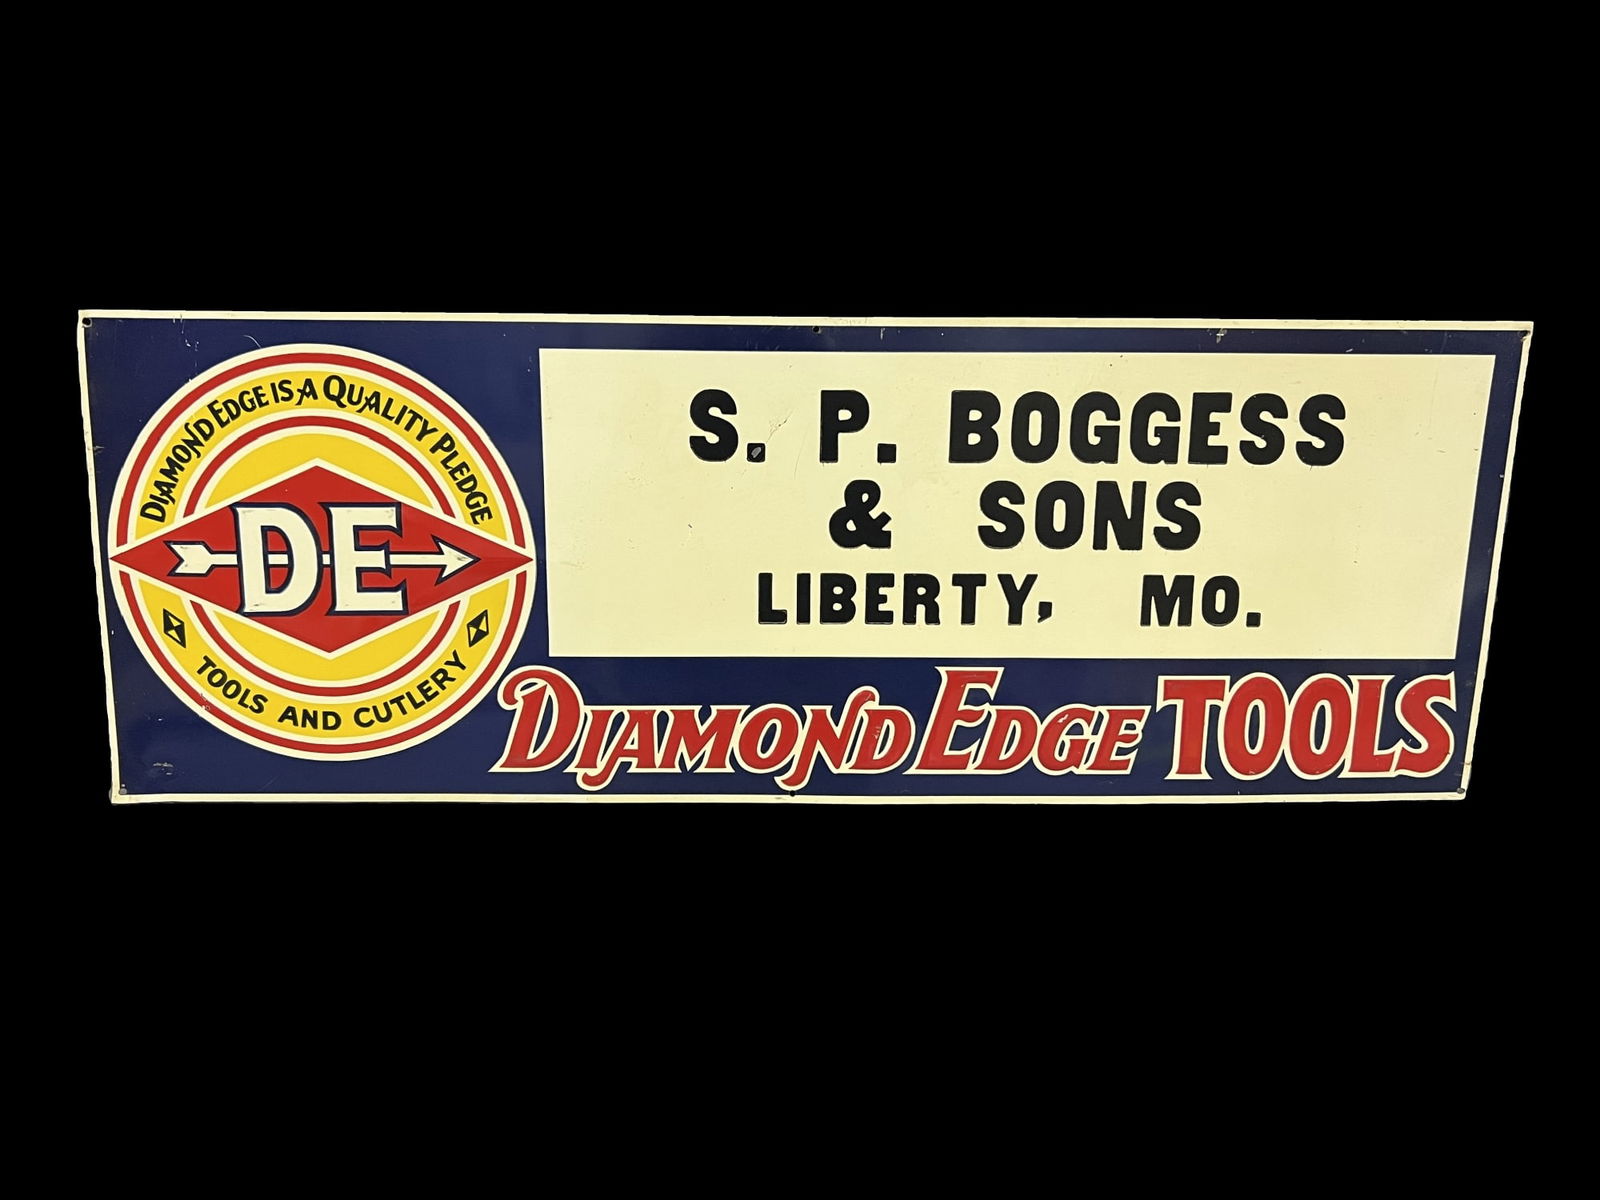 DIAMOND EDGE IS A QUALITY PLEDGE
DE
TOOLS AND CUTLERY
S. P. BOGGESS
& SONS
LIBERTY, MO.
DIAMOND EDGE TOOLS